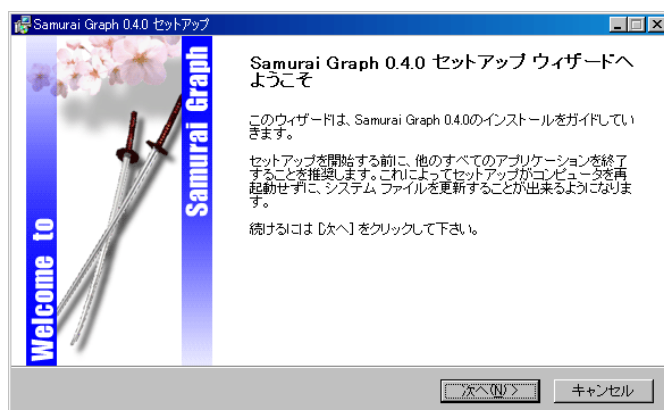 Samurai Graph 0.4.0 セットアップ
Welcome to
Samurai Graph
Samurai Graph 0.4.0 セットアップ ウィザードへ
ようこそ
このウィザードは、Samurai Graph 0.4.0のインストールをガイドしてい
きます。
セットアップを開始する前に、他のすべてのアプリケーションを終了
することを推奨します。これによってセットアップがコンピュータを再
起動せずに、システム ファイルを更新することが出来るようになりま
す。
続けるには [次へ] をクリックして下さい。
次へ(N) >
キャンセル